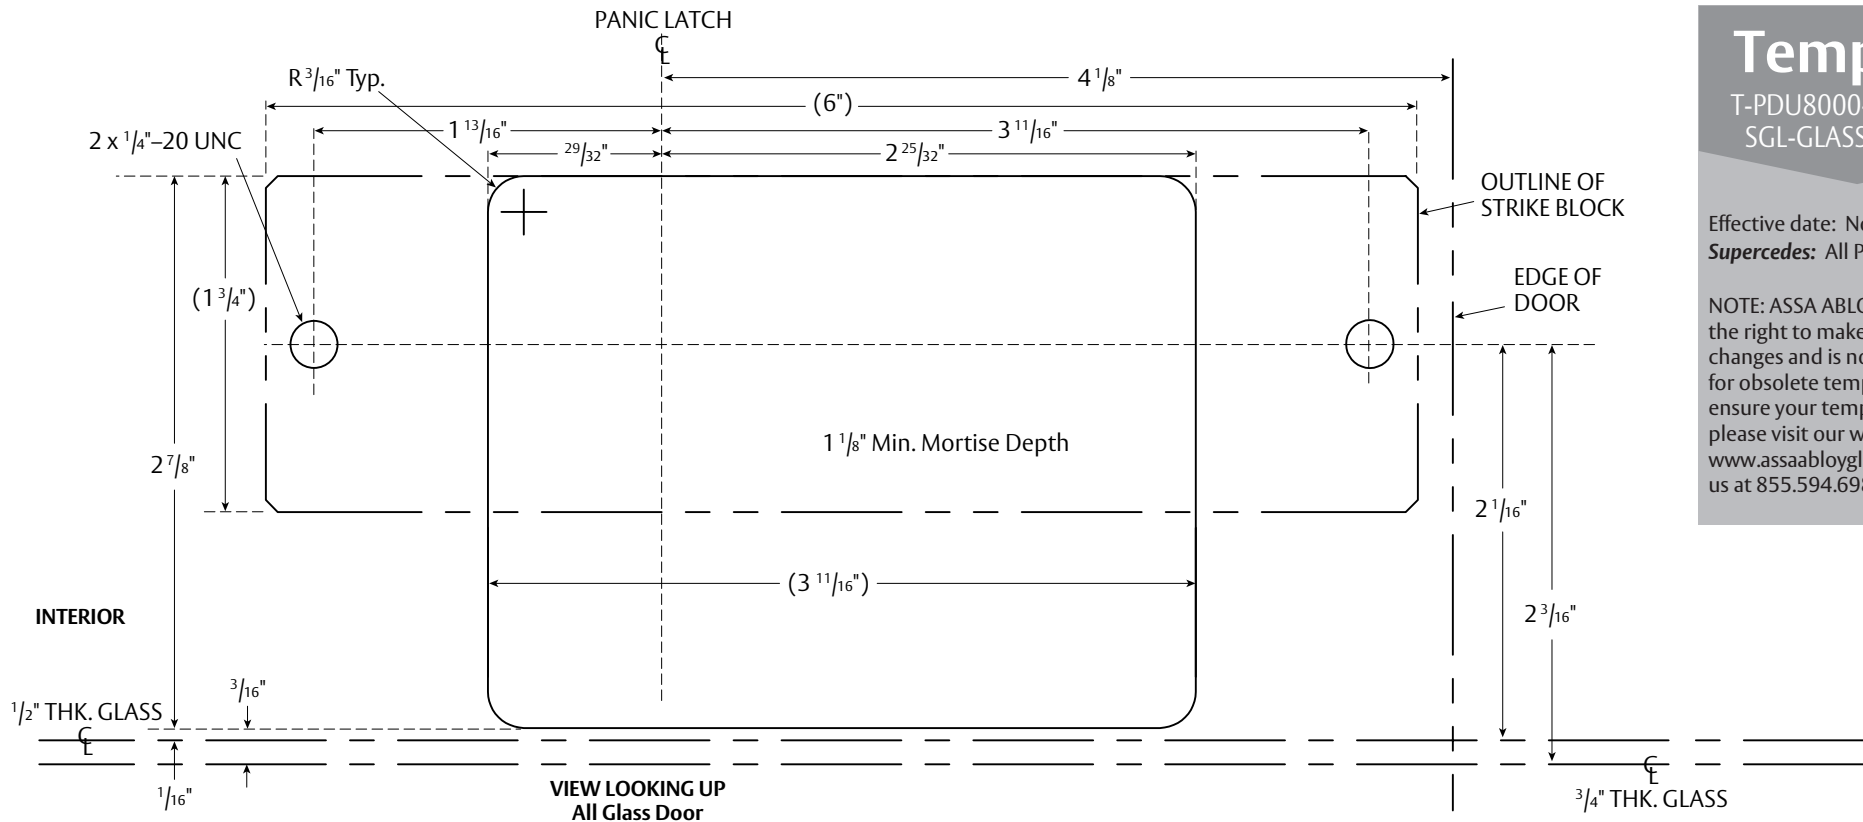 PANIC LATCH
℄
4 1/8"
R 3/16" Typ.
(6")
2 x 1/4"–20 UNC
1 13/16"
3 11/16"
29/32"
2 25/32"
OUTLINE OF
STRIKE BLOCK
EDGE OF
DOOR
(1 3/4")
1 1/8" Min. Mortise Depth
2 7/8"
2 1/16"
(3 11/16")
2 3/16"
INTERIOR
3/16"
1/2" THK. GLASS
℄
1/16"
VIEW LOOKING UP
All Glass Door
℄
3/4" THK. GLASS
Temp
T-PDU8000-
SGL-GLASS
Effective date: No
Supercedes: All P
NOTE: ASSA ABLO
the right to make
changes and is no
for obsolete temp
ensure your temp
please visit our w
www.assaabloygl
us at 855.594.698